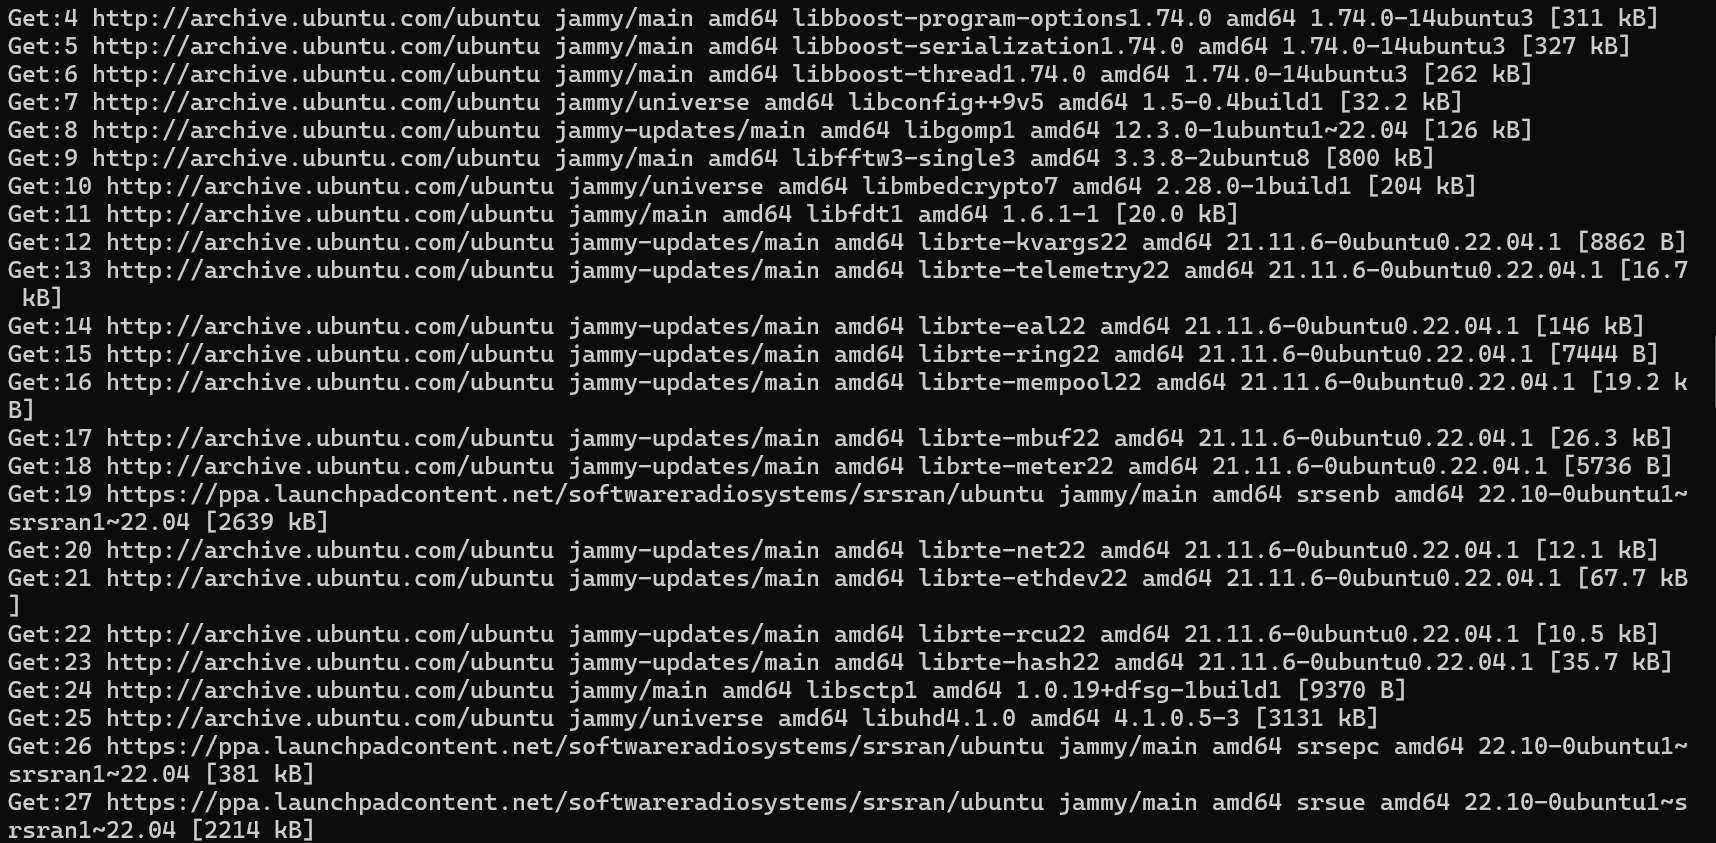 Get:4 http://archive.ubuntu.com/ubuntu jammy/main amd64 libboost-program-options1.74.0 amd64 1.74.0-14ubuntu3 [311 kB]
Get:5 http://archive.ubuntu.com/ubuntu jammy/main amd64 libboost-serialization1.74.0 amd64 1.74.0-14ubuntu3 [327 kB]
Get:6 http://archive.ubuntu.com/ubuntu jammy/main amd64 libboost-thread1.74.0 amd64 1.74.0-14ubuntu3 [262 kB]
Get:7 http://archive.ubuntu.com/ubuntu jammy/universe amd64 libconfig++9v5 amd64 1.5-0.4build1 [32.2 kB]
Get:8 http://archive.ubuntu.com/ubuntu jammy-updates/main amd64 libgomp1 amd64 12.3.0-1ubuntu1~22.04 [126 kB]
Get:9 http://archive.ubuntu.com/ubuntu jammy/main amd64 libfftw3-single3 amd64 3.3.8-2ubuntu8 [800 kB]
Get:10 http://archive.ubuntu.com/ubuntu jammy/universe amd64 libmbedcrypto7 amd64 2.28.0-1build1 [204 kB]
Get:11 http://archive.ubuntu.com/ubuntu jammy/main amd64 libfdt1 amd64 1.6.1-1 [20.0 kB]
Get:12 http://archive.ubuntu.com/ubuntu jammy-updates/main amd64 librte-kvargs22 amd64 21.11.6-0ubuntu0.22.04.1 [8862 B]
Get:13 http://archive.ubuntu.com/ubuntu jammy-updates/main amd64 librte-telemetry22 amd64 21.11.6-0ubuntu0.22.04.1 [16.7
 kB]
Get:14 http://archive.ubuntu.com/ubuntu jammy-updates/main amd64 librte-eal22 amd64 21.11.6-0ubuntu0.22.04.1 [146 kB]
Get:15 http://archive.ubuntu.com/ubuntu jammy-updates/main amd64 librte-ring22 amd64 21.11.6-0ubuntu0.22.04.1 [7444 B]
Get:16 http://archive.ubuntu.com/ubuntu jammy-updates/main amd64 librte-mempool22 amd64 21.11.6-0ubuntu0.22.04.1 [19.2 k
B]
Get:17 http://archive.ubuntu.com/ubuntu jammy-updates/main amd64 librte-mbuf22 amd64 21.11.6-0ubuntu0.22.04.1 [26.3 kB]
Get:18 http://archive.ubuntu.com/ubuntu jammy-updates/main amd64 librte-meter22 amd64 21.11.6-0ubuntu0.22.04.1 [5736 B]
Get:19 https://ppa.launchpadcontent.net/softwareradiosystems/srsran/ubuntu jammy/main amd64 srsenb amd64 22.10-0ubuntu1~
srsran1~22.04 [2639 kB]
Get:20 http://archive.ubuntu.com/ubuntu jammy-updates/main amd64 librte-net22 amd64 21.11.6-0ubuntu0.22.04.1 [12.1 kB]
Get:21 http://archive.ubuntu.com/ubuntu jammy-updates/main amd64 librte-ethdev22 amd64 21.11.6-0ubuntu0.22.04.1 [67.7 kB
]
Get:22 http://archive.ubuntu.com/ubuntu jammy-updates/main amd64 librte-rcu22 amd64 21.11.6-0ubuntu0.22.04.1 [10.5 kB]
Get:23 http://archive.ubuntu.com/ubuntu jammy-updates/main amd64 librte-hash22 amd64 21.11.6-0ubuntu0.22.04.1 [35.7 kB]
Get:24 http://archive.ubuntu.com/ubuntu jammy/main amd64 libsctp1 amd64 1.0.19+dfsg-1build1 [9370 B]
Get:25 http://archive.ubuntu.com/ubuntu jammy/universe amd64 libuhd4.1.0 amd64 4.1.0.5-3 [3131 kB]
Get:26 https://ppa.launchpadcontent.net/softwareradiosystems/srsran/ubuntu jammy/main amd64 srsepc amd64 22.10-0ubuntu1~
srsran1~22.04 [381 kB]
Get:27 https://ppa.launchpadcontent.net/softwareradiosystems/srsran/ubuntu jammy/main amd64 srsue amd64 22.10-0ubuntu1~s
rsran1~22.04 [2214 kB]